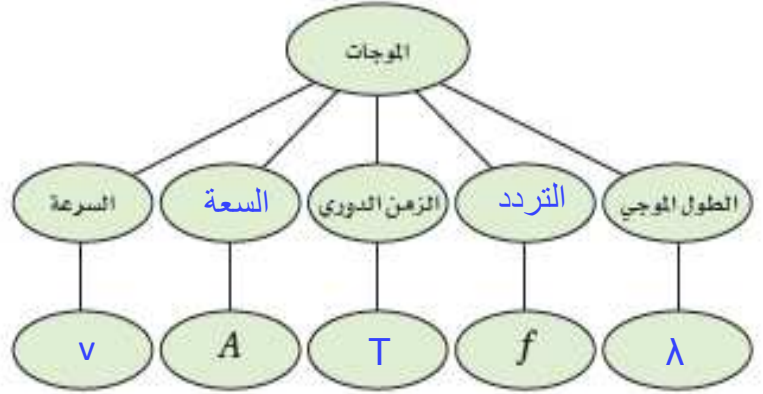 الموجات
الطول الموجي
التردد
الزمن الدوري
السعة
السرعة
λ
f
T
A
v